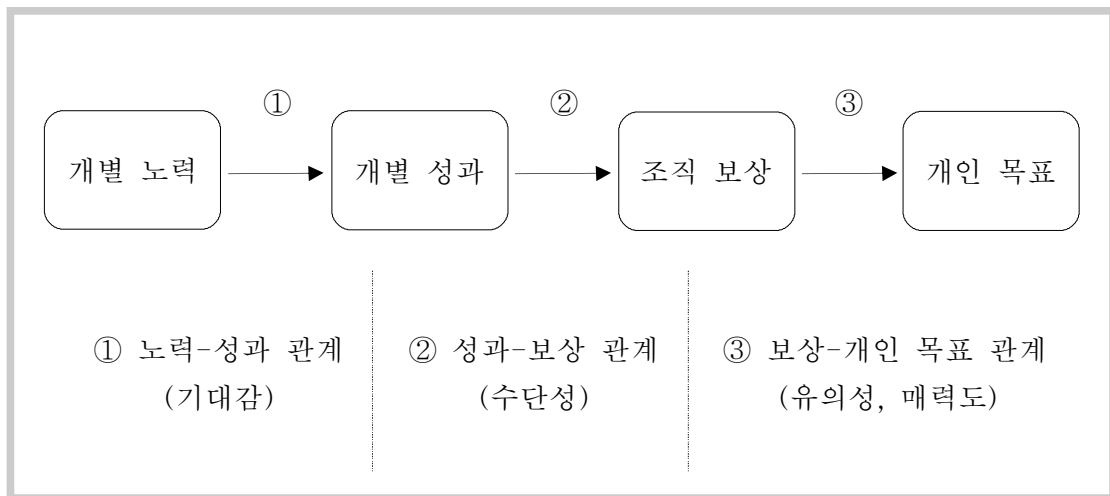 ① ② ③
개별 노력 개별 성과 조직 보상 개인 목표
① 노력-성과 관계 ② 성과-보상 관계 ③ 보상-개인 목표 관계
(기대감) (수단성) (유의성, 매력도)